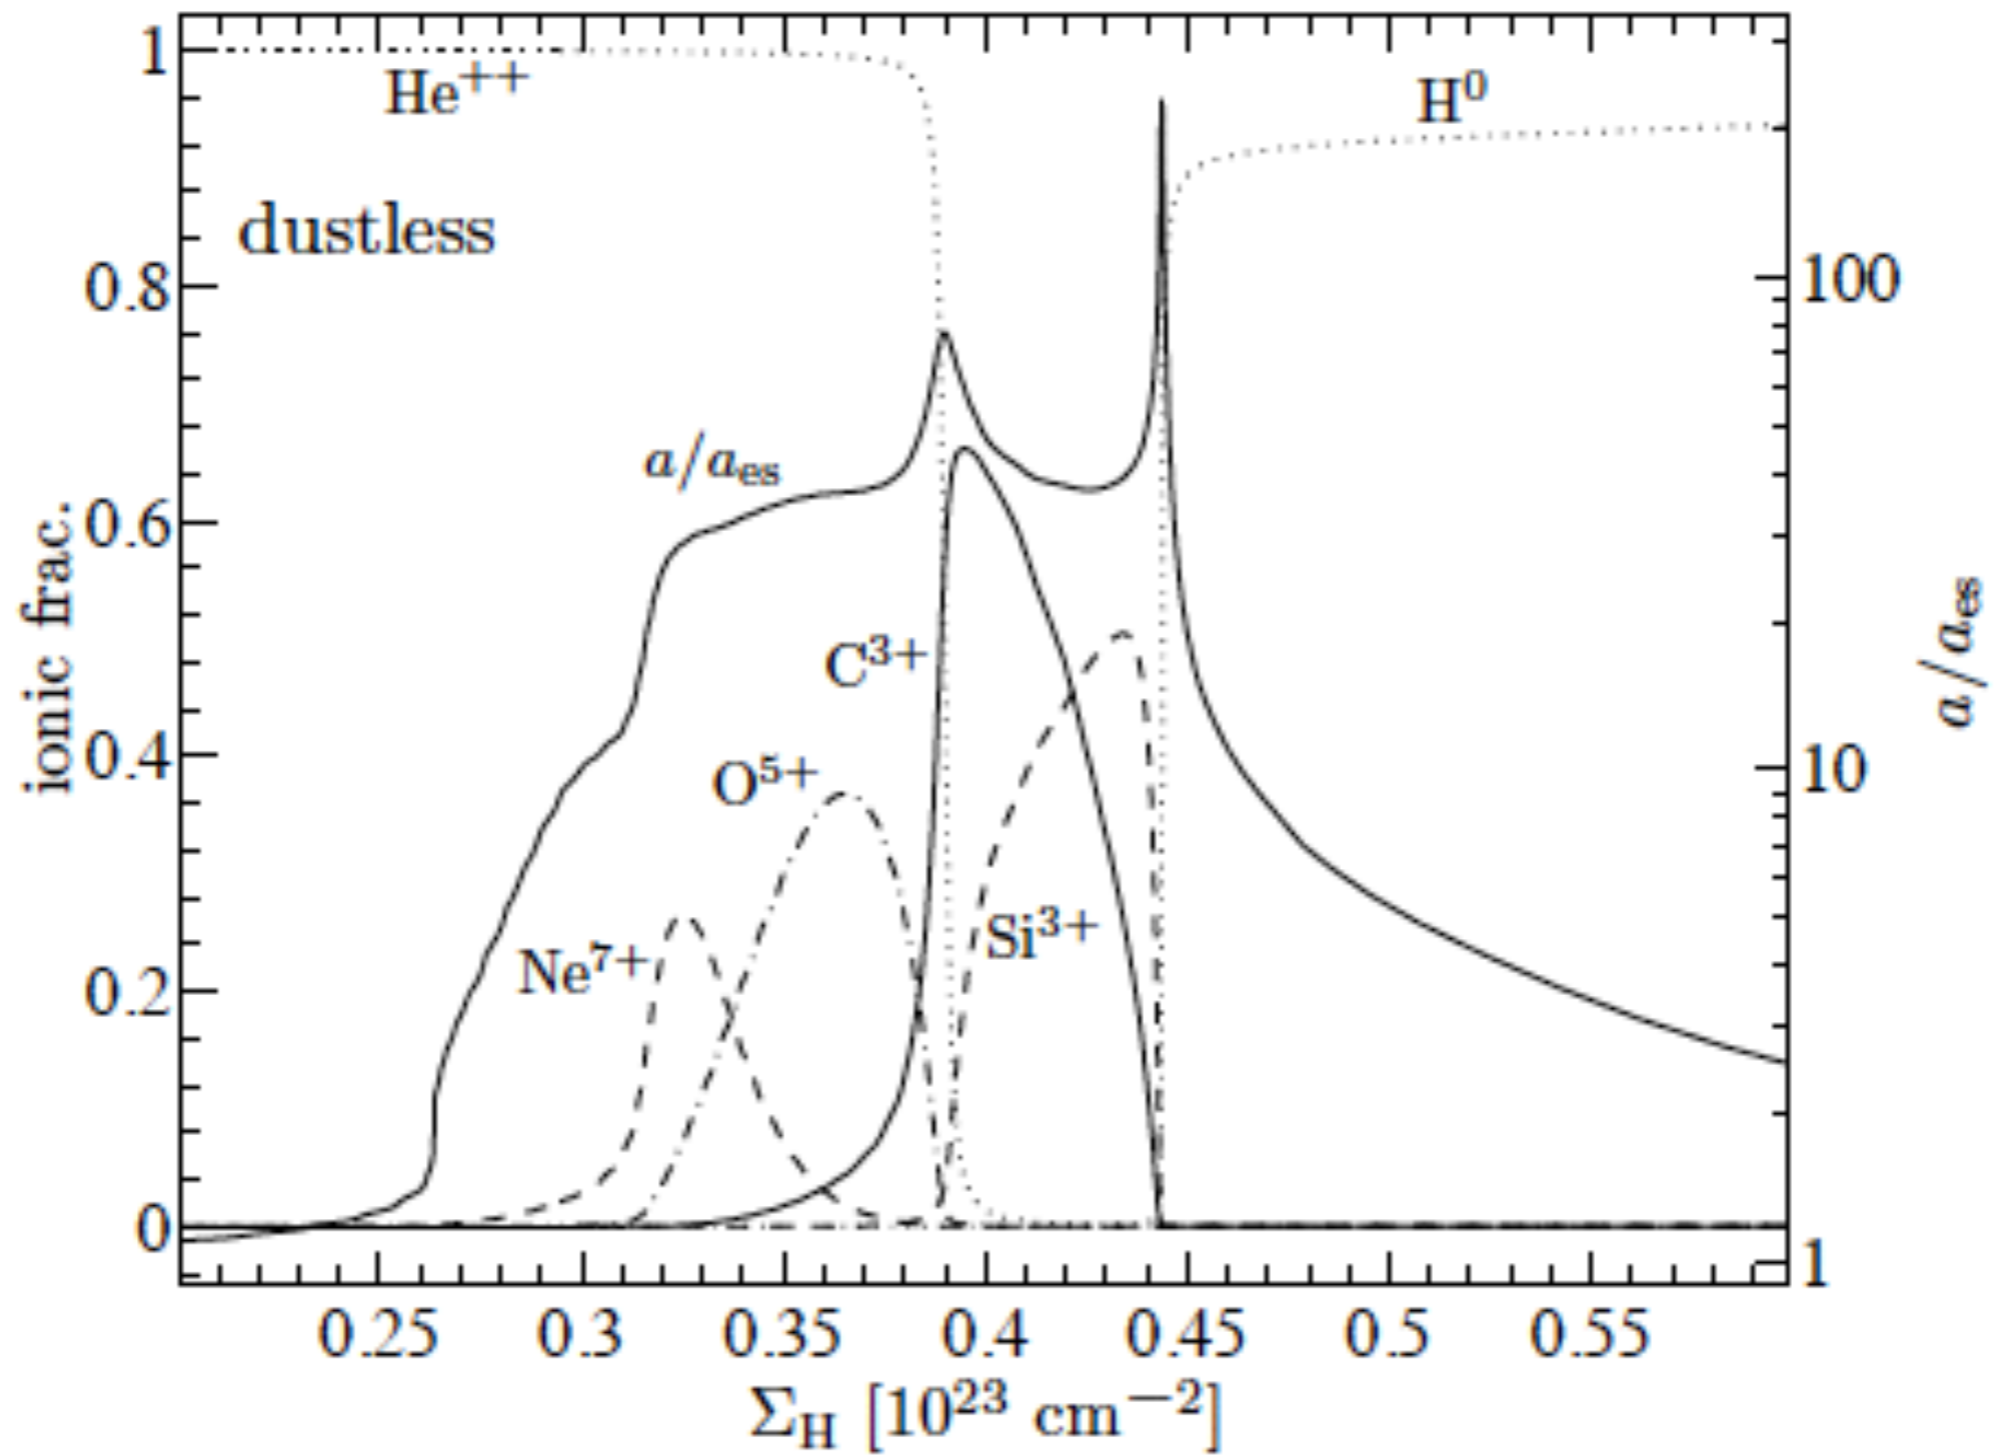 1
He⁺⁺
H⁰
dustless
0.8
100
a/aₑₛ
ionic frac.
0.6
C³⁺
a/aₑₛ
0.4
O⁵⁺
10
Si³⁺
Ne⁷⁺
0.2
0
1
0.25 0.3 0.35 0.4 0.45 0.5 0.55
Σ_H [10²³ cm⁻²]